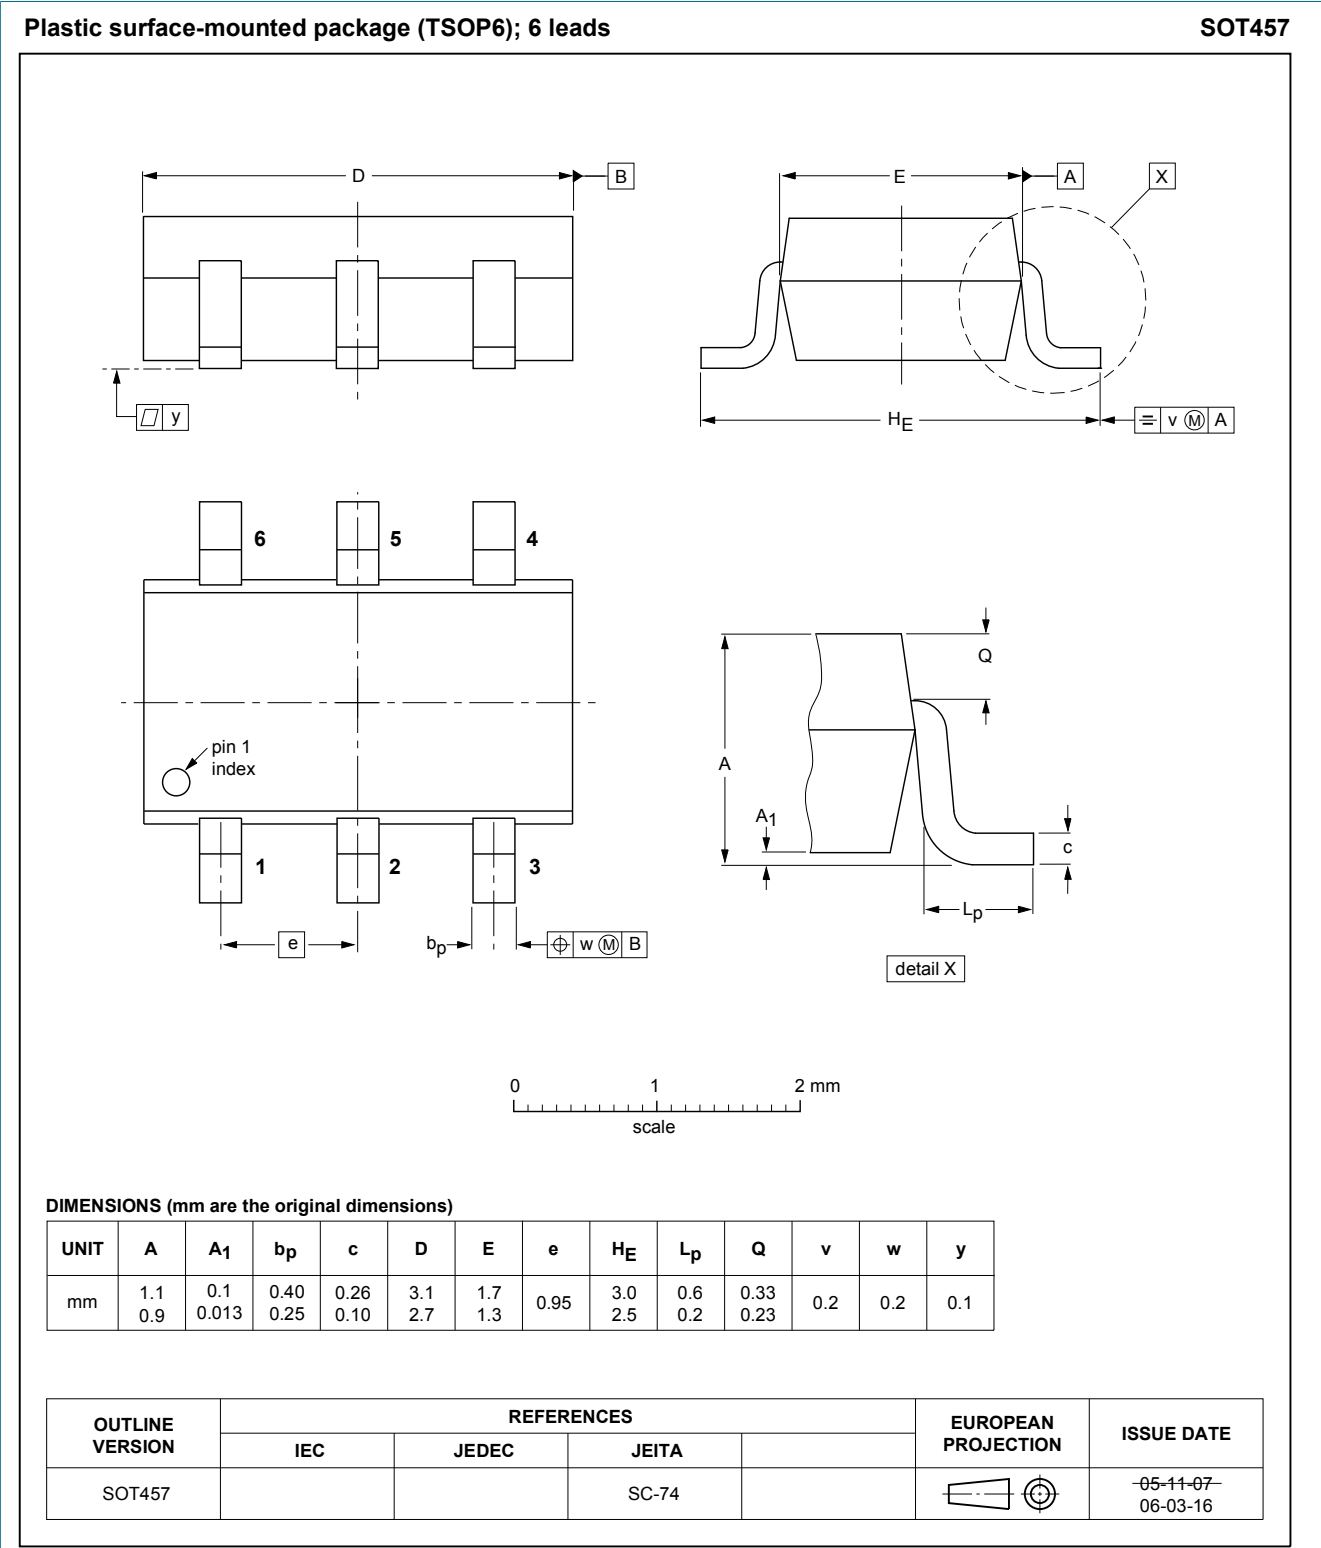 Plastic surface-mounted package (TSOP6); 6 leads SOT457
D B E A X
y
HE v M A
6 5 4
pin 1
index
Q
A
A1
c
1 2 3
Lp
e bp w M B
detail X
0 1 2 mm
scale
DIMENSIONS (mm are the original dimensions)
UNIT A A1 bp c D E e HE Lp Q v w y
mm 1.1 0.1 0.40 0.26 3.1 1.7 0.95 3.0 0.6 0.33 0.2 0.2 0.1
0.9 0.013 0.25 0.10 2.7 1.3 2.5 0.2 0.23
OUTLINE VERSION REFERENCES EUROPEAN PROJECTION ISSUE DATE
IEC JEDEC JEITA
SOT457 SC-74 05-11-07
06-03-16